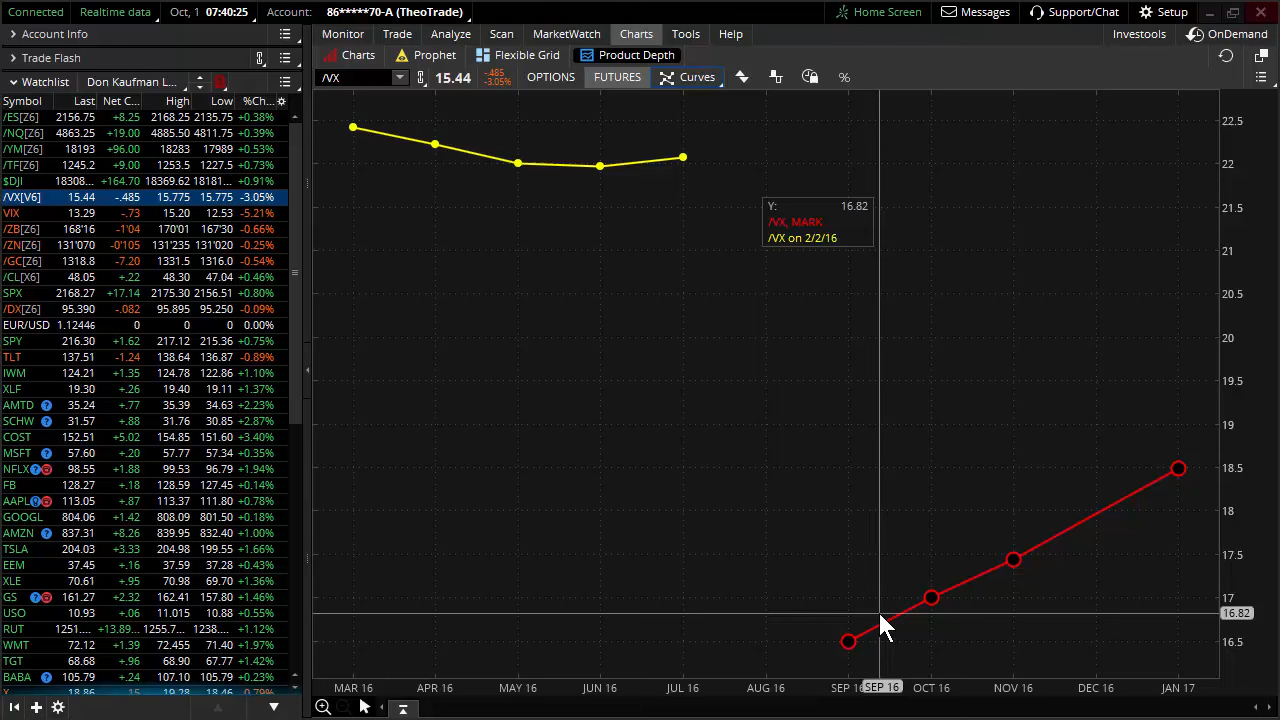 Connected Realtime data Oct, 1 07:40:25 Account: 86*****70-A (TheoTrade) Home Screen Messages Support/Chat Setup
Account Info Monitor Trade Analyze Scan MarketWatch Charts Tools Help Investools OnDemand
Trade Flash Charts Prophet Flexible Grid Product Depth
Watchlist Don Kaufman L... /VX 15.44 -.485 -3.05% OPTIONS FUTURES Curves %
Symbol Last Net C... High Low %Ch...
/ES[Z6] 2156.75 +8.25 2168.25 2135.75 +0.38%
/NQ[Z6] 4863.25 +19.00 4885.50 4811.75 +0.39%
/YM[Z6] 18193 +96.00 18283 17989 +0.53%
/TF[Z6] 1245.2 +9.00 1253.5 1227.5 +0.73%
$DJI 18308... +164.70 18369.62 18181... +0.91%
/VX[V6] 15.44 -.485 15.775 15.775 -3.05%
VIX 13.29 -.73 15.20 12.53 -5.21%
/ZB[Z6] 168'16 -1'04 170'01 167'30 -0.66%
/ZN[Z6] 131'070 -0'105 131'235 131'020 -0.25%
/GC[Z6] 1318.8 -7.20 1331.5 1316.0 -0.54%
/CL[X6] 48.05 +.22 48.30 47.04 +0.46%
SPX 2168.27 +17.14 2175.30 2156.51 +0.80%
/DX[Z6] 95.390 -.082 95.895 95.250 -0.09%
EUR/USD 1.12446 0 0 0 0.00%
SPY 216.30 +1.62 217.12 215.36 +0.75%
TLT 137.51 -1.24 138.64 136.87 -0.89%
IWM 124.21 +1.35 124.78 122.86 +1.10%
XLF 19.30 +.26 19.40 19.11 +1.37%
AMTD 35.24 +.77 35.39 34.63 +2.23%
SCHW 31.57 +.88 31.76 30.85 +2.87%
COST 152.51 +5.02 154.85 151.60 +3.40%
MSFT 57.60 +.20 57.77 57.34 +0.35%
NFLX 98.55 +1.88 99.53 96.79 +1.94%
FB 128.27 +.18 128.59 127.45 +0.14%
AAPL 113.05 +.87 113.37 111.80 +0.78%
GOOGL 804.06 +1.42 808.09 801.50 +0.18%
AMZN 837.31 +8.26 839.95 832.40 +1.00%
TSLA 204.03 +3.33 204.98 199.55 +1.66%
EEM 37.45 +.16 37.59 37.28 +0.43%
XLE 70.61 +.95 70.98 69.70 +1.36%
GS 161.27 +2.32 162.41 157.80 +1.46%
USO 10.93 +.06 11.015 10.88 +0.55%
RUT 1251.... +13.89... 1255.7... 1238.... +1.12%
WMT 72.12 +1.39 72.455 71.40 +1.97%
TGT 68.68 +.96 68.90 67.77 +1.42%
BABA 105.79 +.24 107.10 105.79 +0.23%
22.5
22
21.5
21
20.5
20
19.5
19
18.5
18
17.5
17
16.82
16.5
Y: 16.82
/VX, MARK
/VX on 2/2/16
MAR 16 APR 16 MAY 16 JUN 16 JUL 16 AUG 16 SEP 16 SEP 16 OCT 16 NOV 16 DEC 16 JAN 17